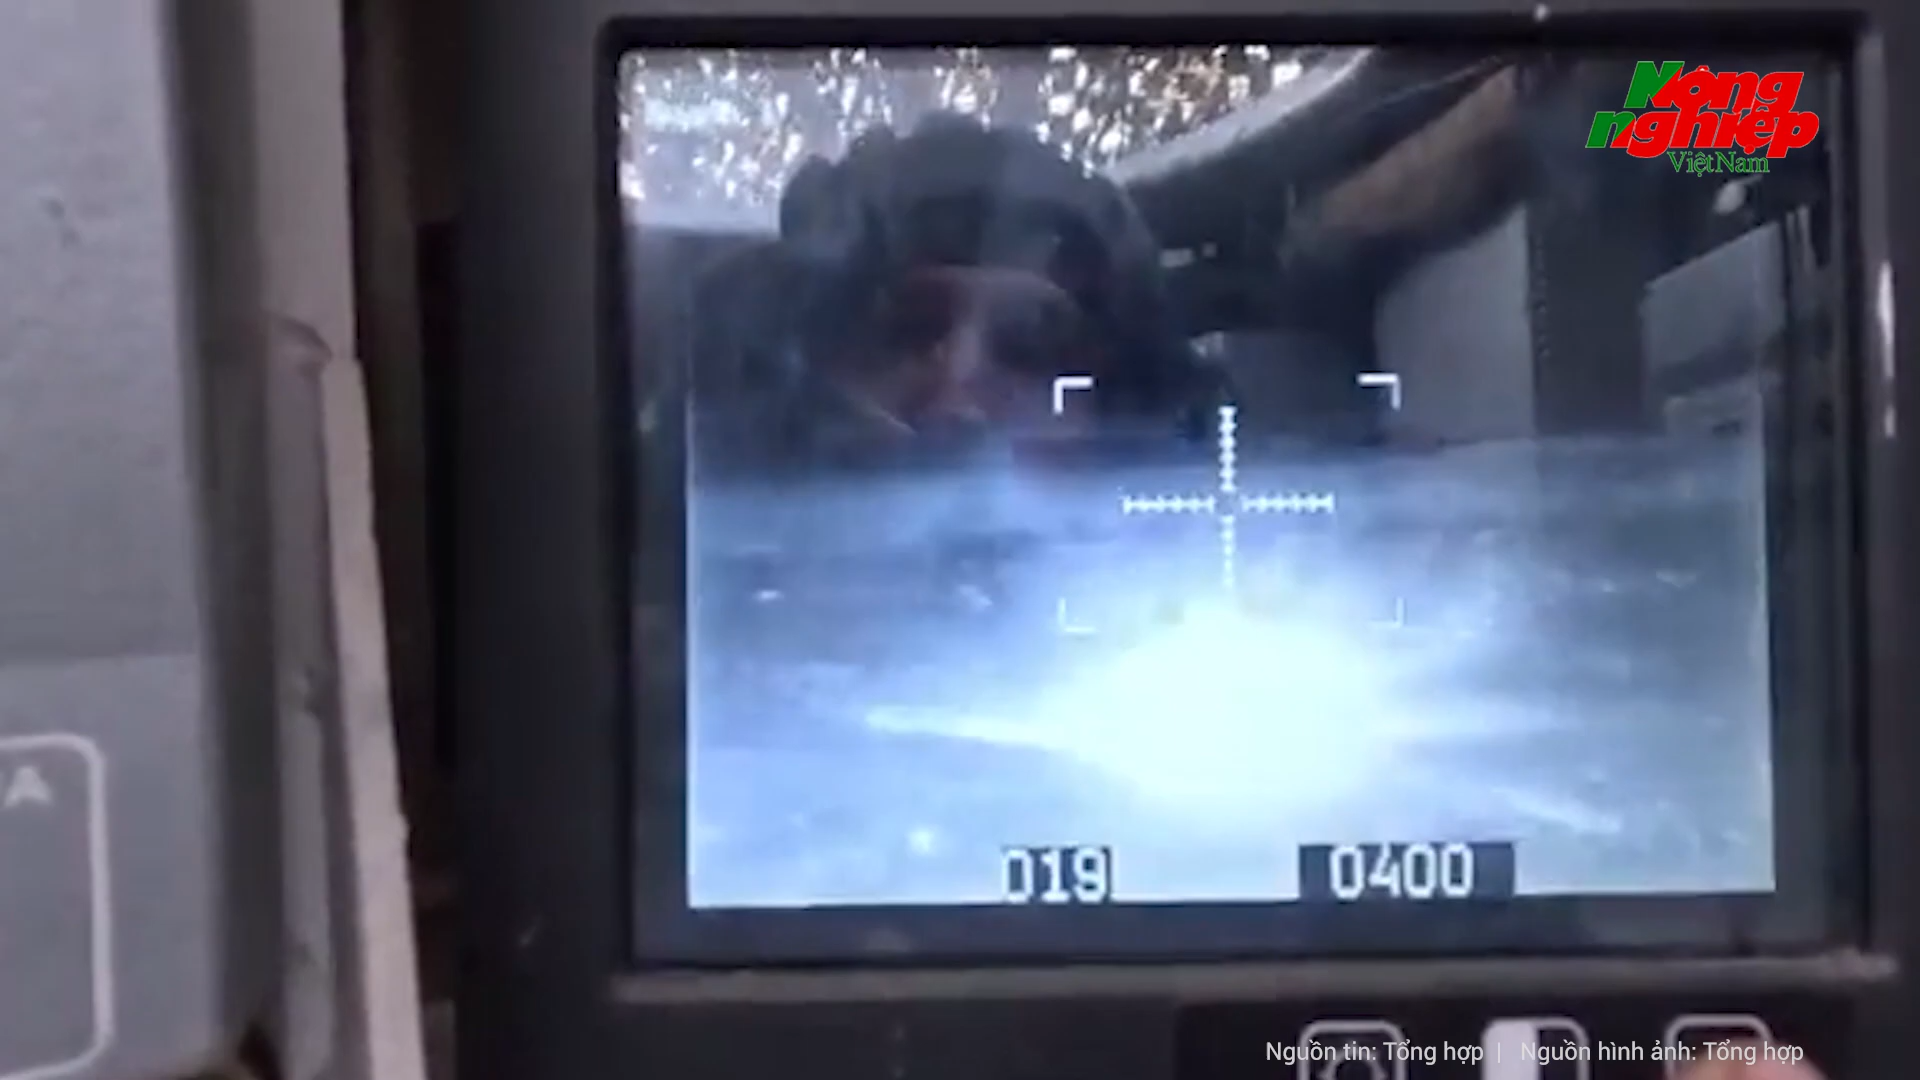 Nông
nghiệp
Việt Nam
019
0400
Nguồn tin: Tổng hợp | Nguồn hình ảnh: Tổng hợp